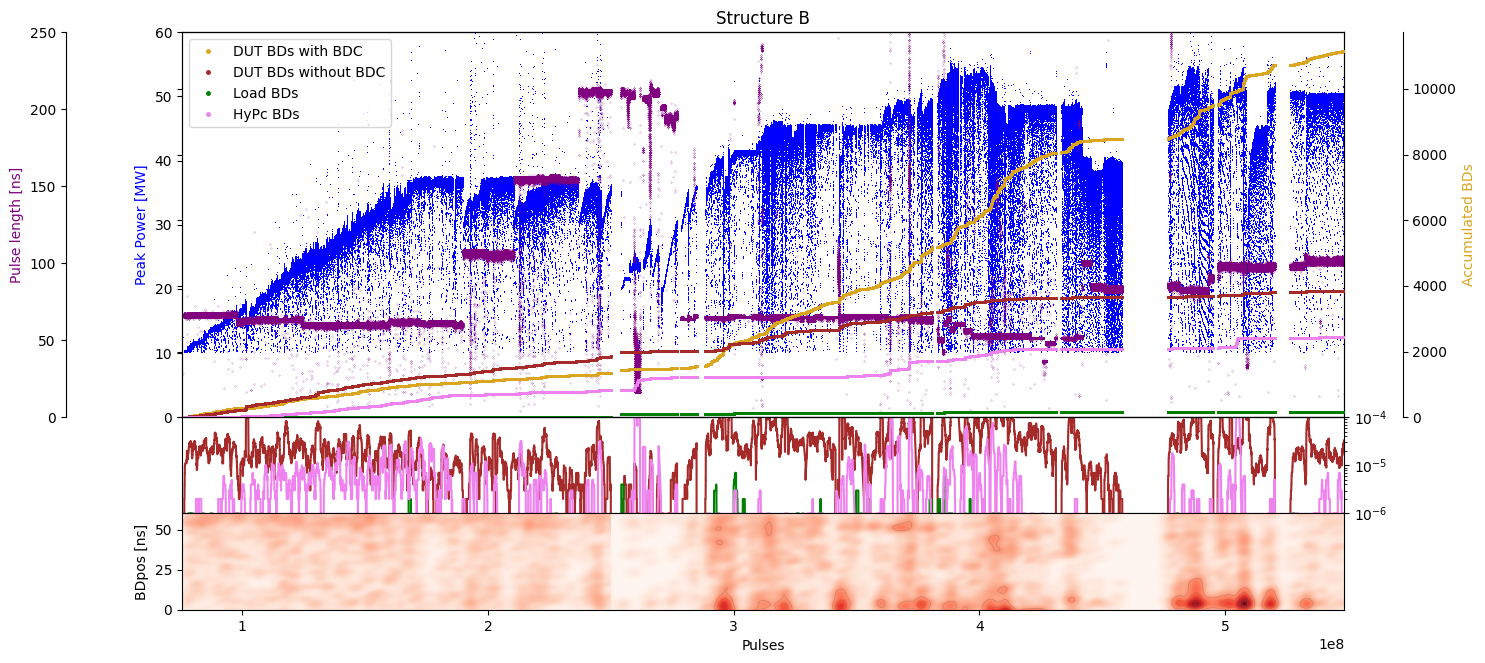 Structure B
DUT BDs with BDC
DUT BDs without BDC
Load BDs
HyPc BDs
Pulse length [ns]
250
200
150
100
50
0
Peak Power [MW]
60
50
40
30
20
10
0
Accumulated BDs
10000
8000
6000
4000
2000
0
10⁻⁴
10⁻⁵
10⁻⁶
BDpos [ns]
50
25
0
1 2 3 4 5
Pulses
1e8